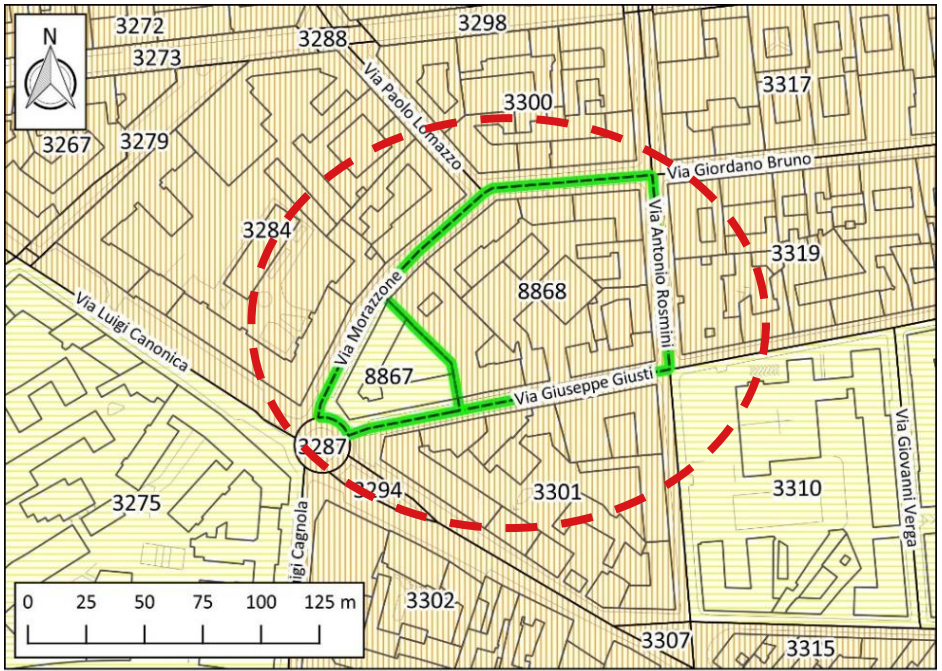 3272
3298
N
3288
3273
Via Paolo Lomazzo
3317
3300
3267
3279
Via Giordano Bruno
Via Antonio Rosmini
3284
3319
Via Morazzone
8868
Via Luigi Canonica
8867
Via Giuseppe Giusti
Via Giovanni Verga
3287
3294
3301
3310
3275
igi Cagnola
0 25 50 75 100 125 m
3302
3307
3315